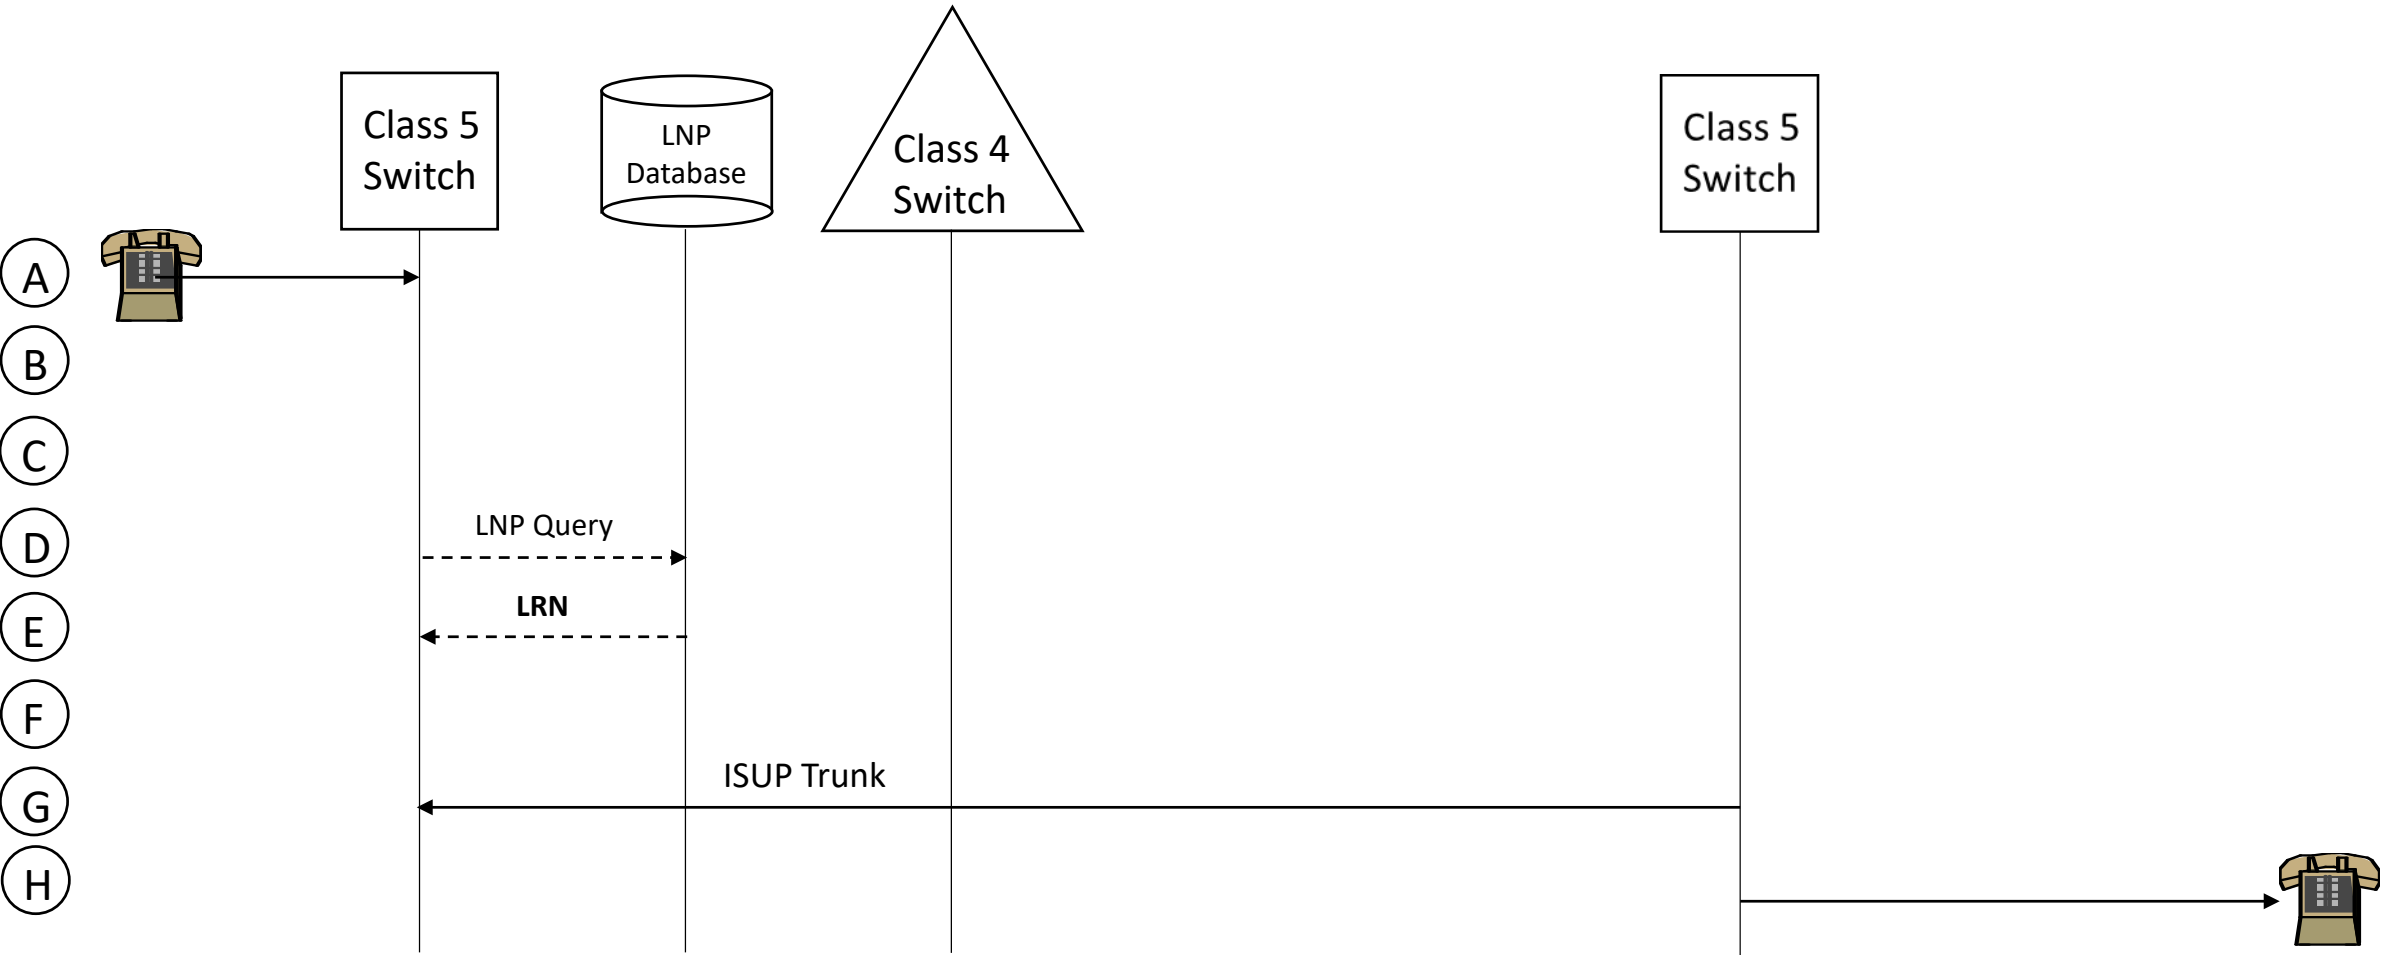 Class 5
Switch
LNP
Database
Class 4
Switch
Class 5
Switch
A
B
C
D
LNP Query
E
LRN
F
G
ISUP Trunk
H